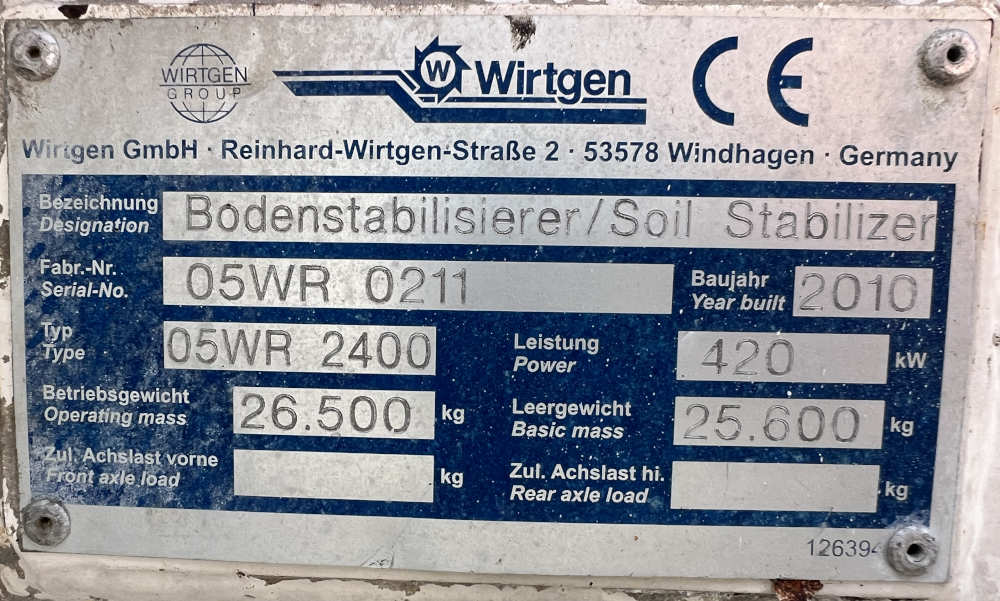 WIRTGEN
GROUP
W Wirtgen
CE
Wirtgen GmbH · Reinhard-Wirtgen-Straße 2 · 53578 Windhagen · Germany
Bezeichnung
Designation
Bodenstabilisierer/Soil Stabilizer
Fabr.-Nr.
Serial-No.
05WR 0211
Baujahr
Year built
2010
Typ
Type
05WR 2400
Leistung
Power
420 kW
Betriebsgewicht
Operating mass
26.500 kg
Leergewicht
Basic mass
25.600 kg
Zul. Achslast vorne
Front axle load
kg
Zul. Achslast hi.
Rear axle load
kg
126394